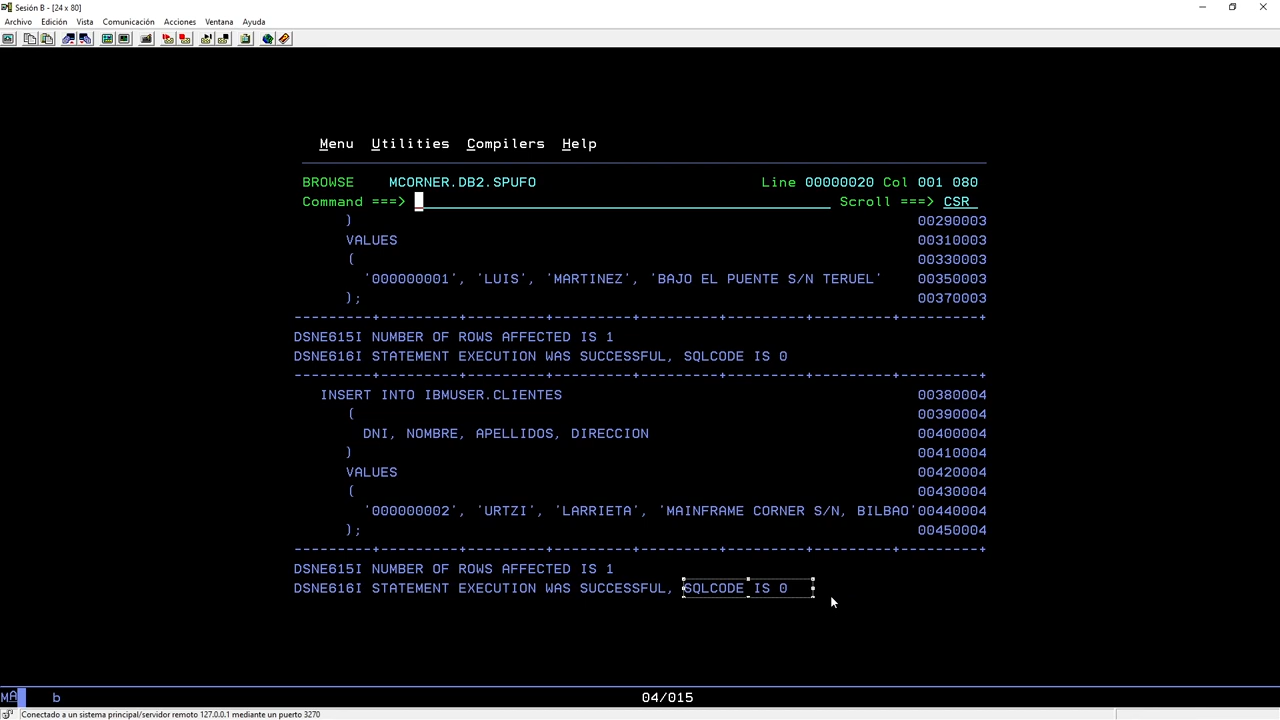 Sesión B - [24 x 80]
Archivo Edición Vista Comunicación Acciones Ventana Ayuda
Menu Utilities Compilers Help
BROWSE MCORNER.DB2.SPUFO Line 00000020 Col 001 080
Command ===> Scroll ===> CSR
) 00290003
VALUES 00310003
( 00330003
'000000001', 'LUIS', 'MARTINEZ', 'BAJO EL PUENTE S/N TERUEL' 00350003
); 00370003
---------+---------+---------+---------+---------+---------+---------+---------+
DSNE615I NUMBER OF ROWS AFFECTED IS 1
DSNE616I STATEMENT EXECUTION WAS SUCCESSFUL, SQLCODE IS 0
---------+---------+---------+---------+---------+---------+---------+---------+
INSERT INTO IBMUSER.CLIENTES 00380004
( 00390004
DNI, NOMBRE, APELLIDOS, DIRECCION 00400004
) 00410004
VALUES 00420004
( 00430004
'000000002', 'URTZI', 'LARRIETA', 'MAINFRAME CORNER S/N, BILBAO'00440004
); 00450004
---------+---------+---------+---------+---------+---------+---------+---------+
DSNE615I NUMBER OF ROWS AFFECTED IS 1
DSNE616I STATEMENT EXECUTION WAS SUCCESSFUL, SQLCODE IS 0
MA b 04/015
Conectado a un sistema principal/servidor remoto 127.0.0.1 mediante un puerto 3270